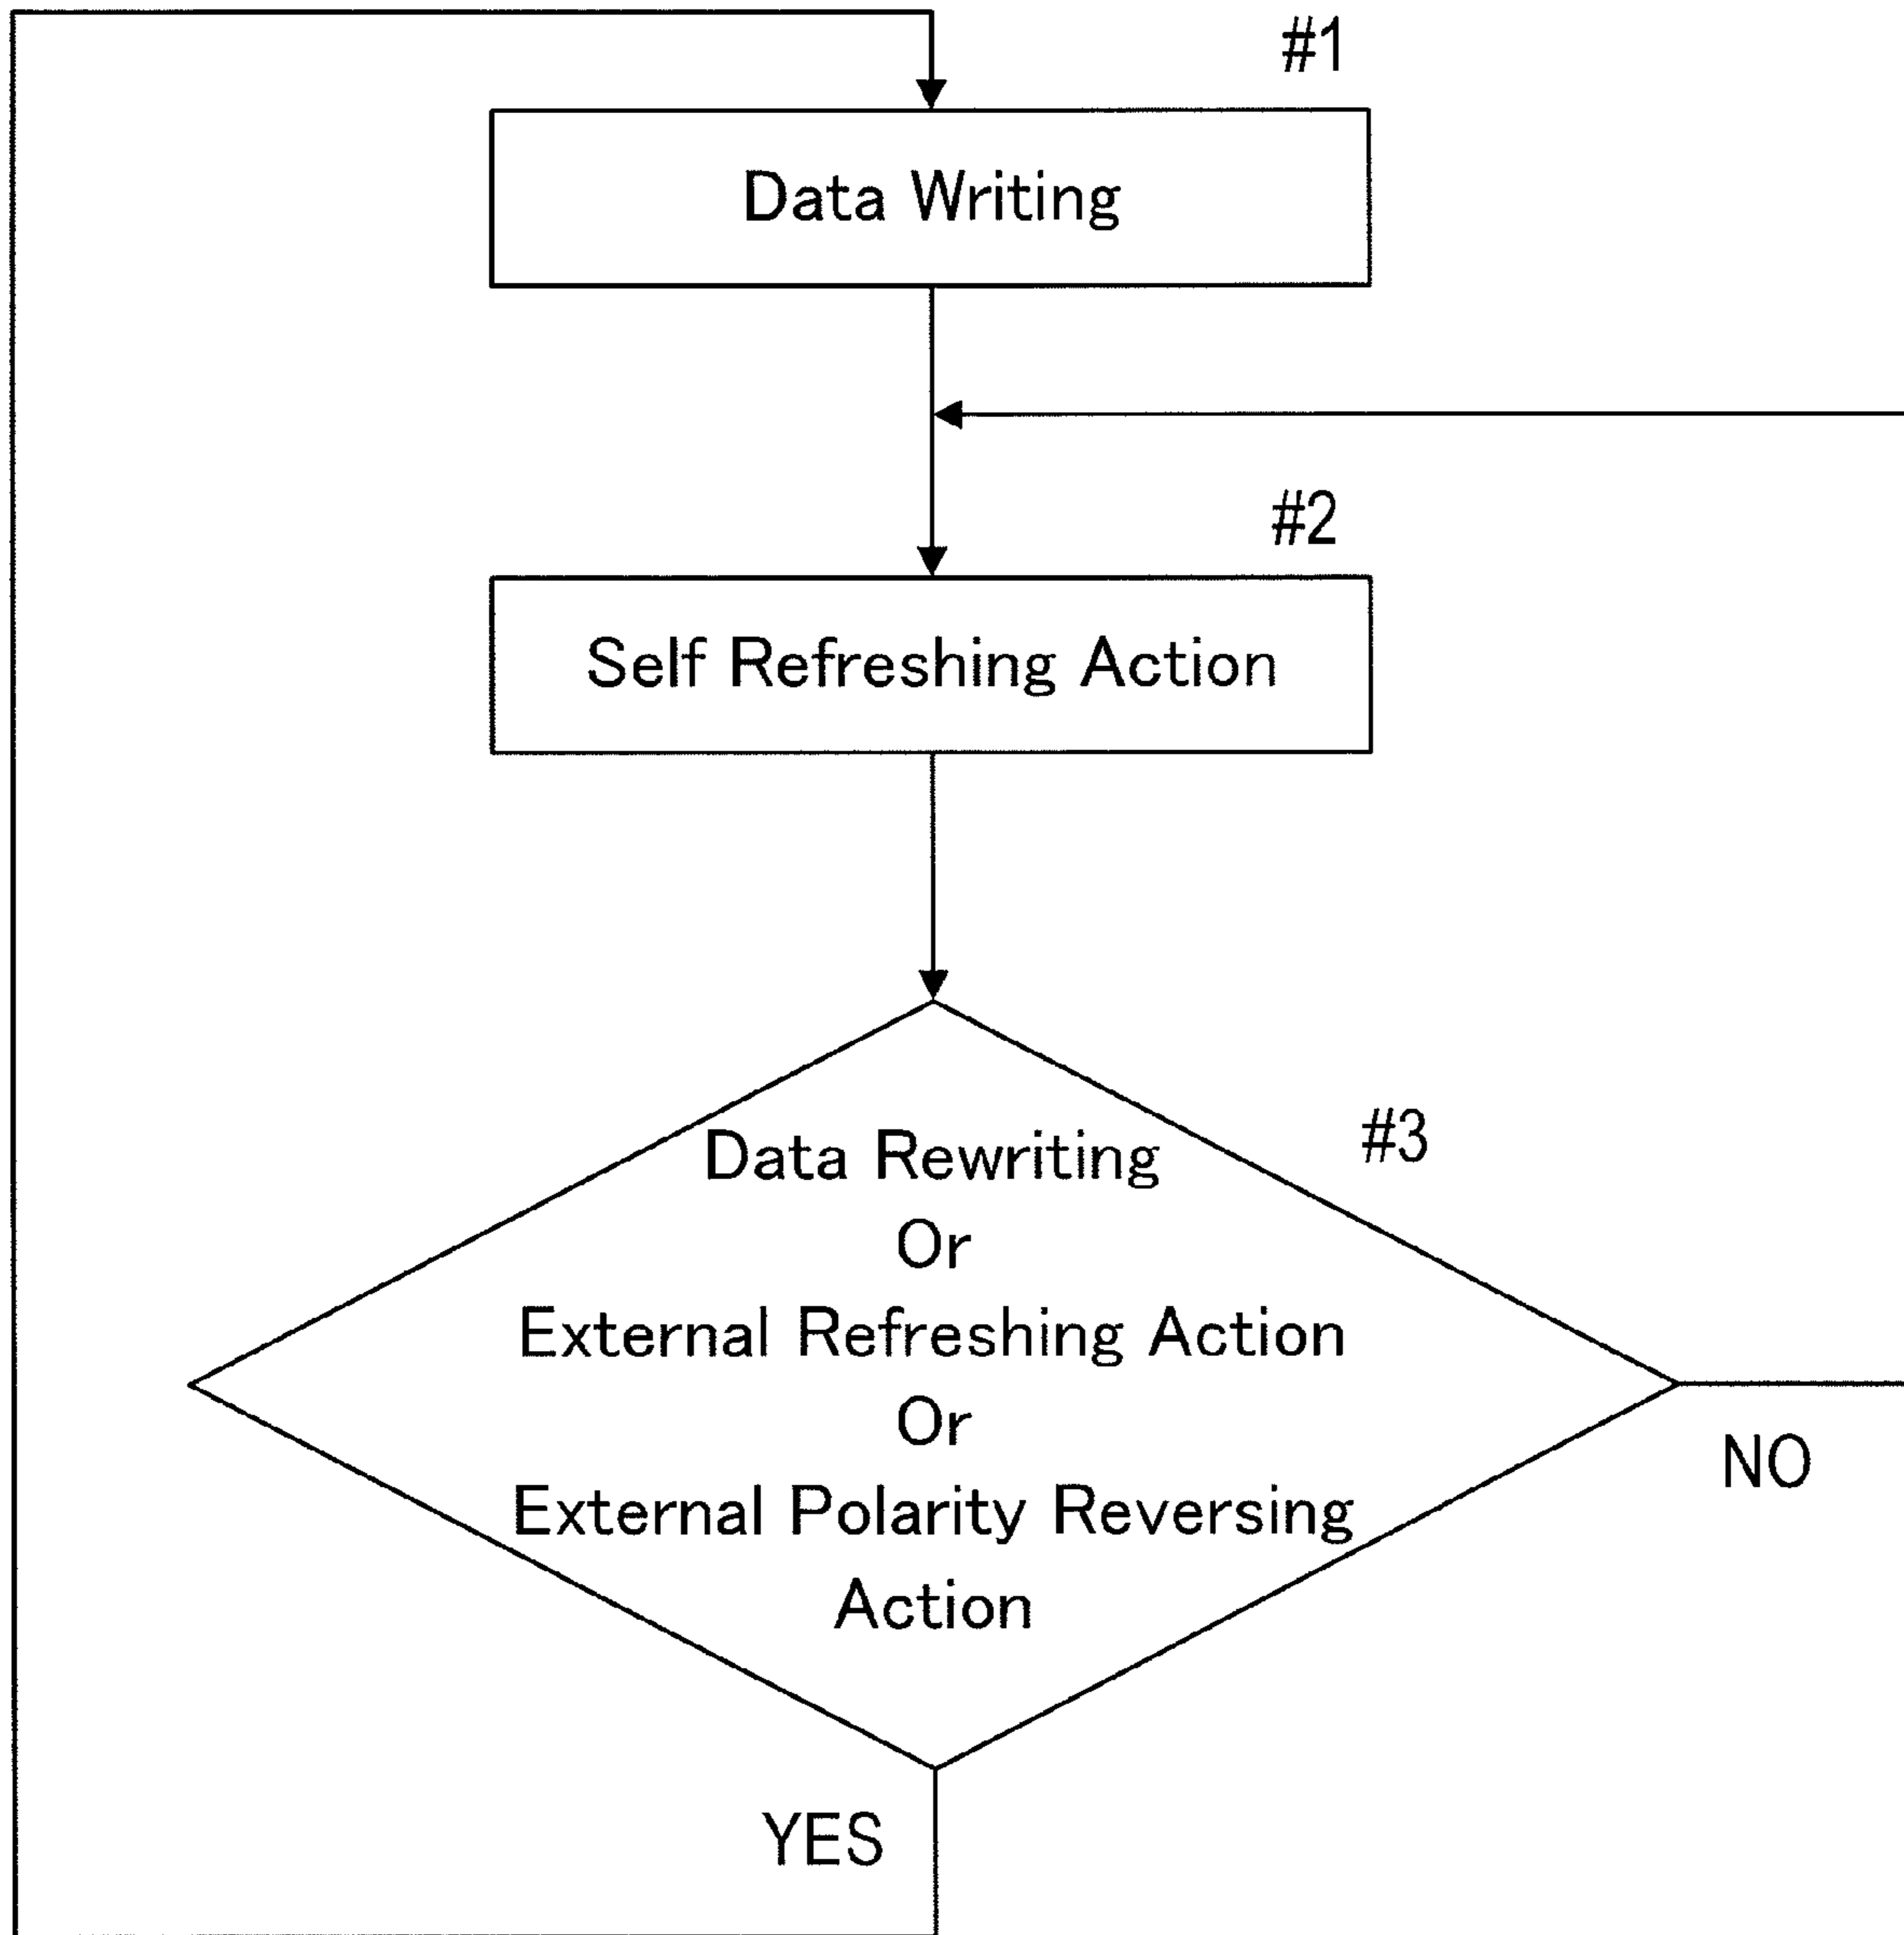 #1
Data Writing
#2
Self Refreshing Action
#3
Data Rewriting
Or
External Refreshing Action
Or
External Polarity Reversing
Action
NO
YES